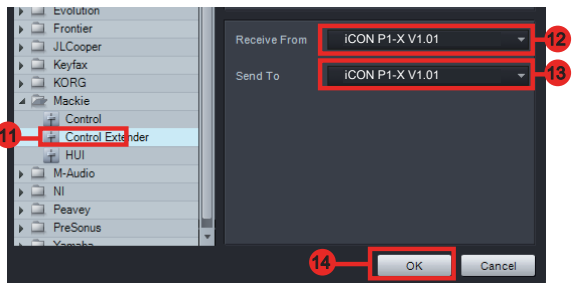 Evolution
Frontier
JLCooper
Keyfax
KORG
Mackie
Control
11 Control Extender
HUI
M-Audio
NI
Peavey
PreSonus
Yamaha
Receive From iCON P1-X V1.01 12
Send To iCON P1-X V1.01 13
14 OK Cancel